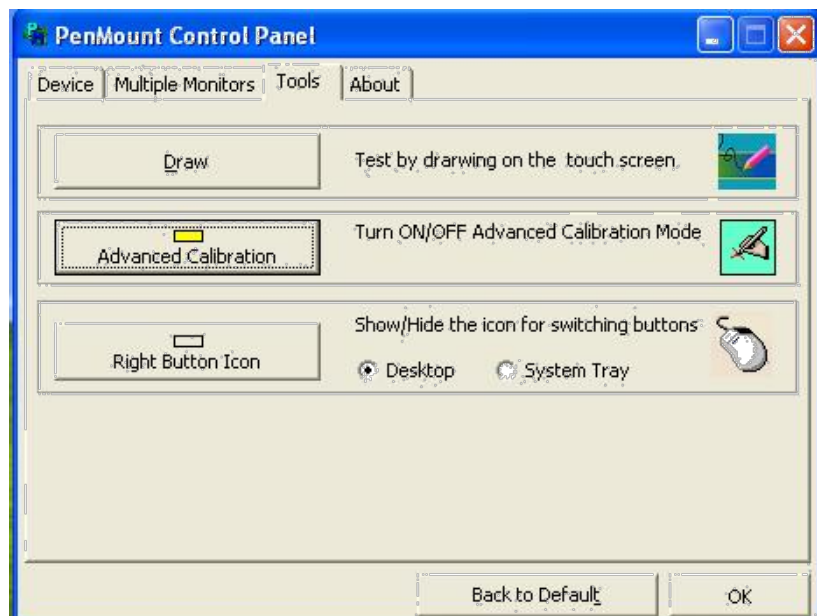 PenMount Control Panel
Device Multiple Monitors Tools About
Draw Test by drarwing on the touch screen.
Turn ON/OFF Advanced Calibration Mode
Advanced Calibration
Show/Hide the icon for switching buttons
Right Button Icon
Desktop System Tray
Back to Default OK